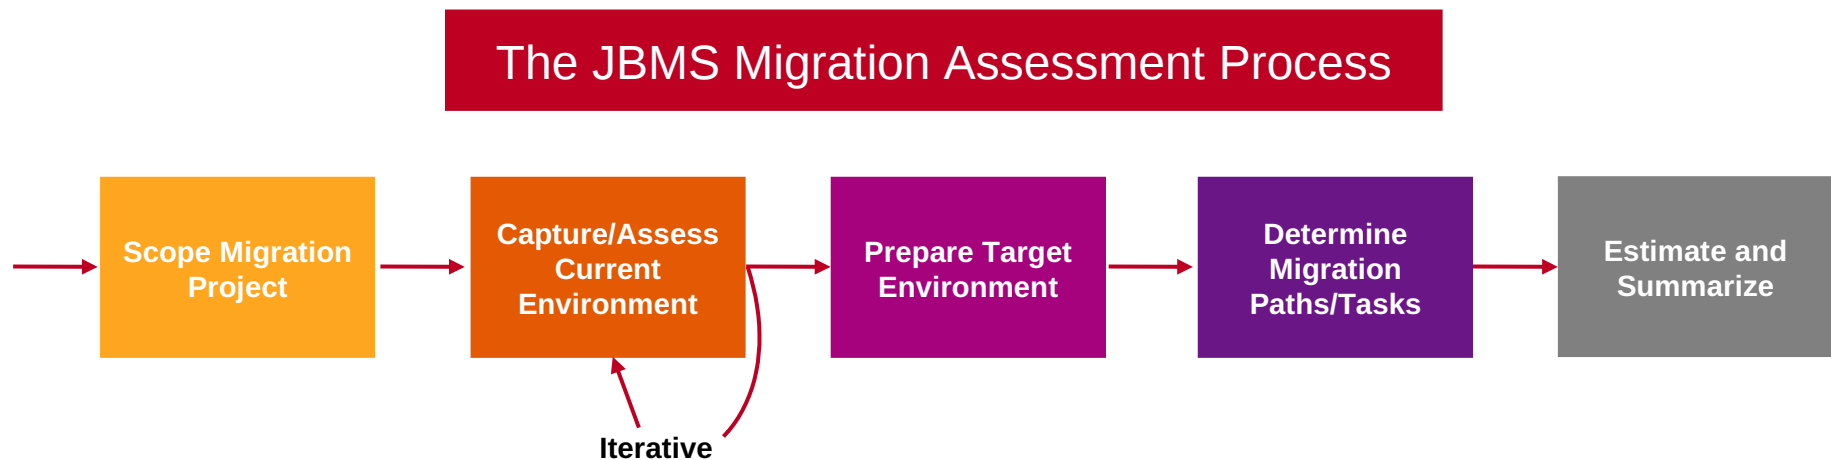 The JBMS Migration Assessment Process
Scope Migration
Project
Capture/Assess
Current
Environment
Prepare Target
Environment
Determine
Migration
Paths/Tasks
Estimate and
Summarize
Iterative